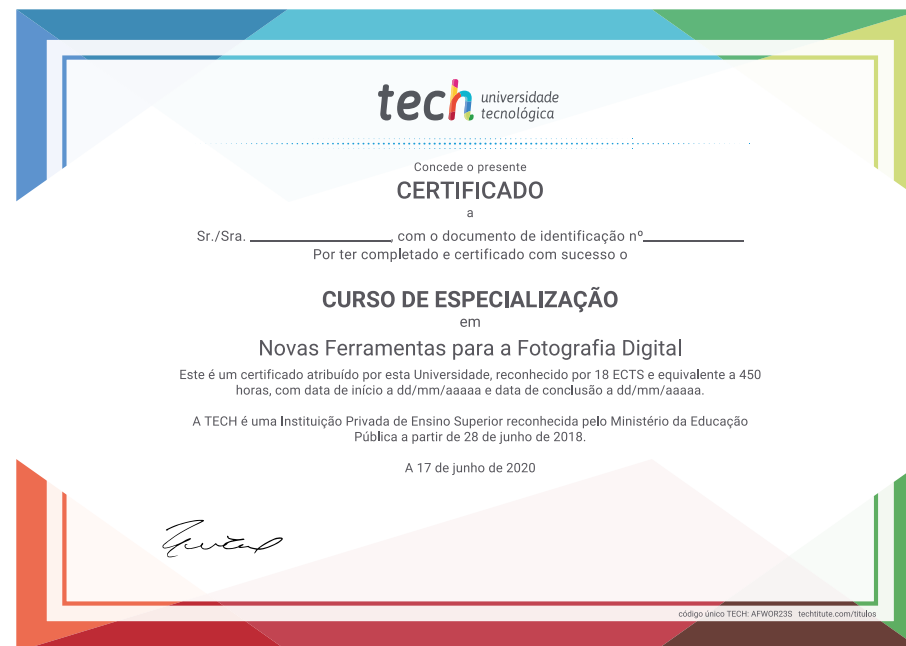 tech universidade
tecnológica
Concede o presente
CERTIFICADO
a
Sr./Sra. ____________________, com o documento de identificação nº______________
Por ter completado e certificado com sucesso o
CURSO DE ESPECIALIZAÇÃO
em
Novas Ferramentas para a Fotografia Digital
Este é um certificado atribuído por esta Universidade, reconhecido por 18 ECTS e equivalente a 450
horas, com data de início a dd/mm/aaaaa e data de conclusão a dd/mm/aaaaa.
A TECH é uma Instituição Privada de Ensino Superior reconhecida pelo Ministério da Educação
Pública a partir de 28 de junho de 2018.
A 17 de junho de 2020
código único TECH: AFWOR23S techtitute.com/titulos